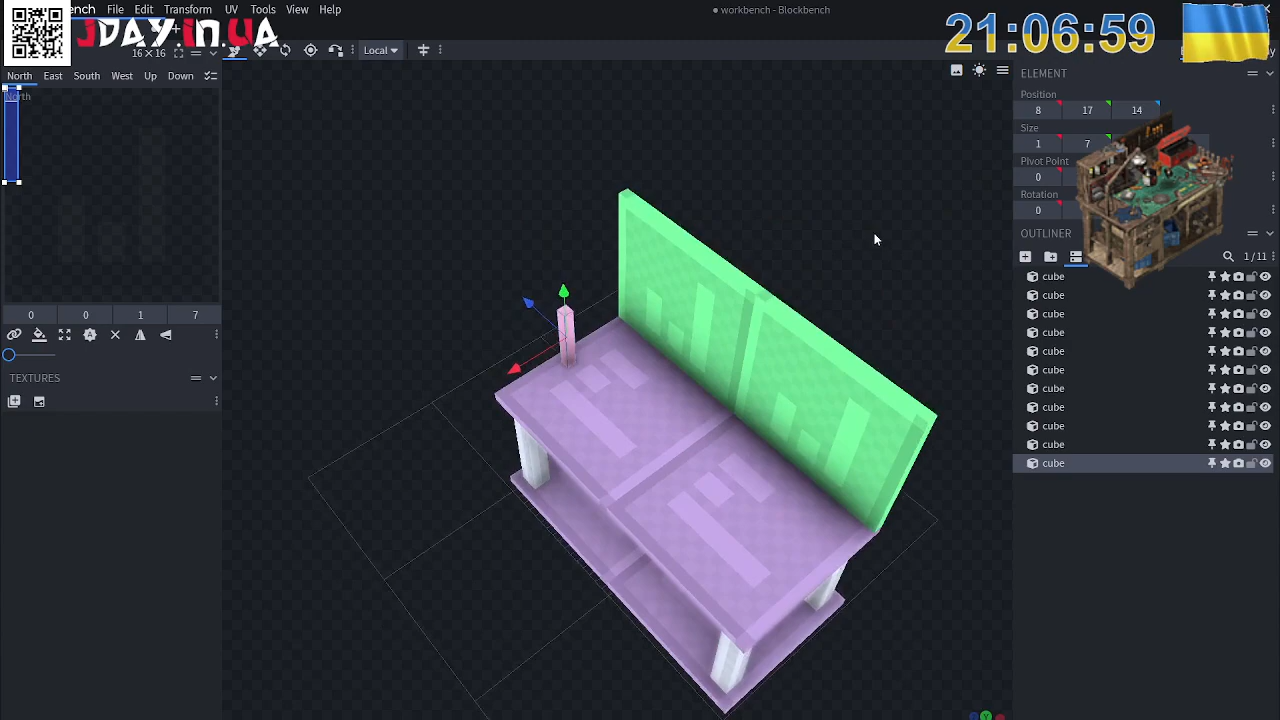 ench File Edit Transform UV Tools View Help
workbench - Blockbench
JDAY.IN.UA
21:06:59
16×16
Local
North East South West Up Down
North
ELEMENT
Position
8 17 14
Size
1 7
Pivot Point
0
Rotation
0
OUTLINER
1/11
cube
cube
cube
cube
cube
cube
cube
cube
cube
cube
cube
0 0 1 7
TEXTURES